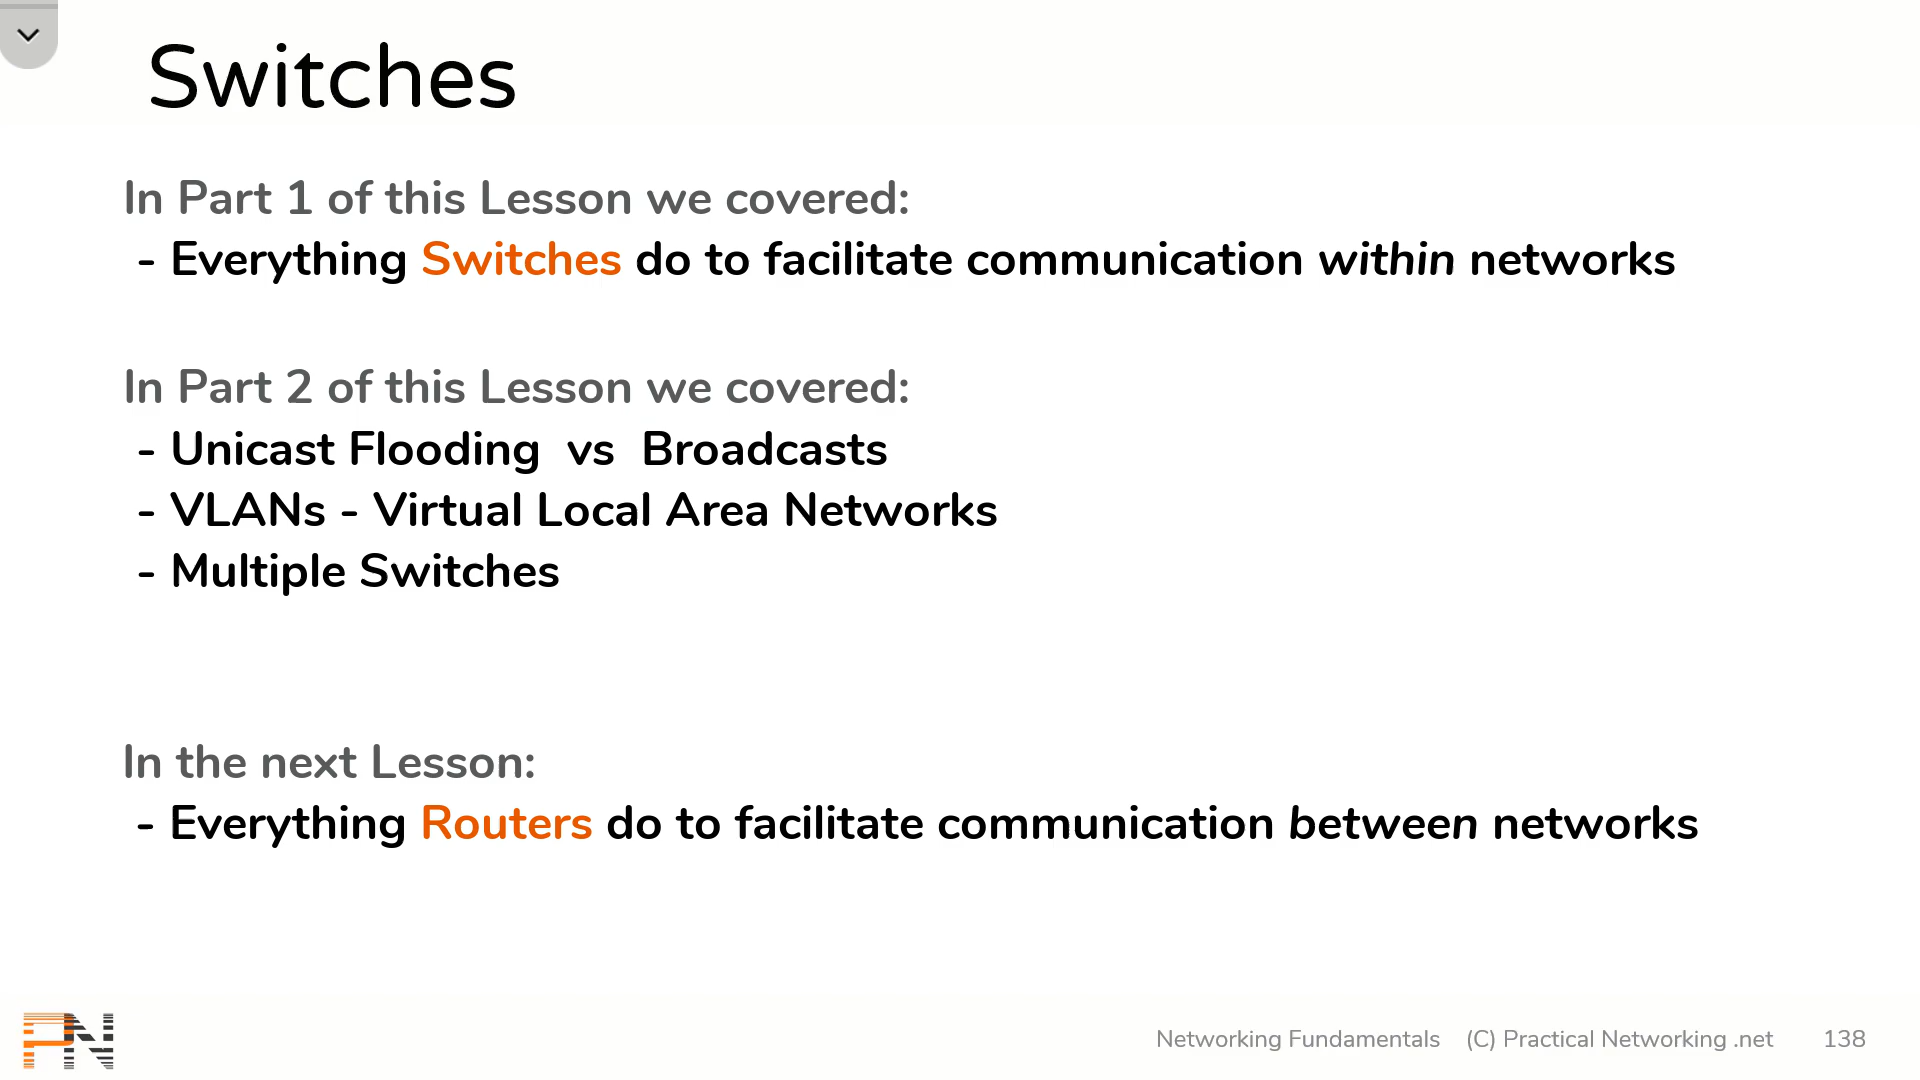 Switches
In Part 1 of this Lesson we covered:
- Everything Switches do to facilitate communication within networks
In Part 2 of this Lesson we covered:
- Unicast Flooding vs Broadcasts
- VLANs - Virtual Local Area Networks
- Multiple Switches
In the next Lesson:
- Everything Routers do to facilitate communication between networks
PN
Networking Fundamentals (C) Practical Networking .net 138